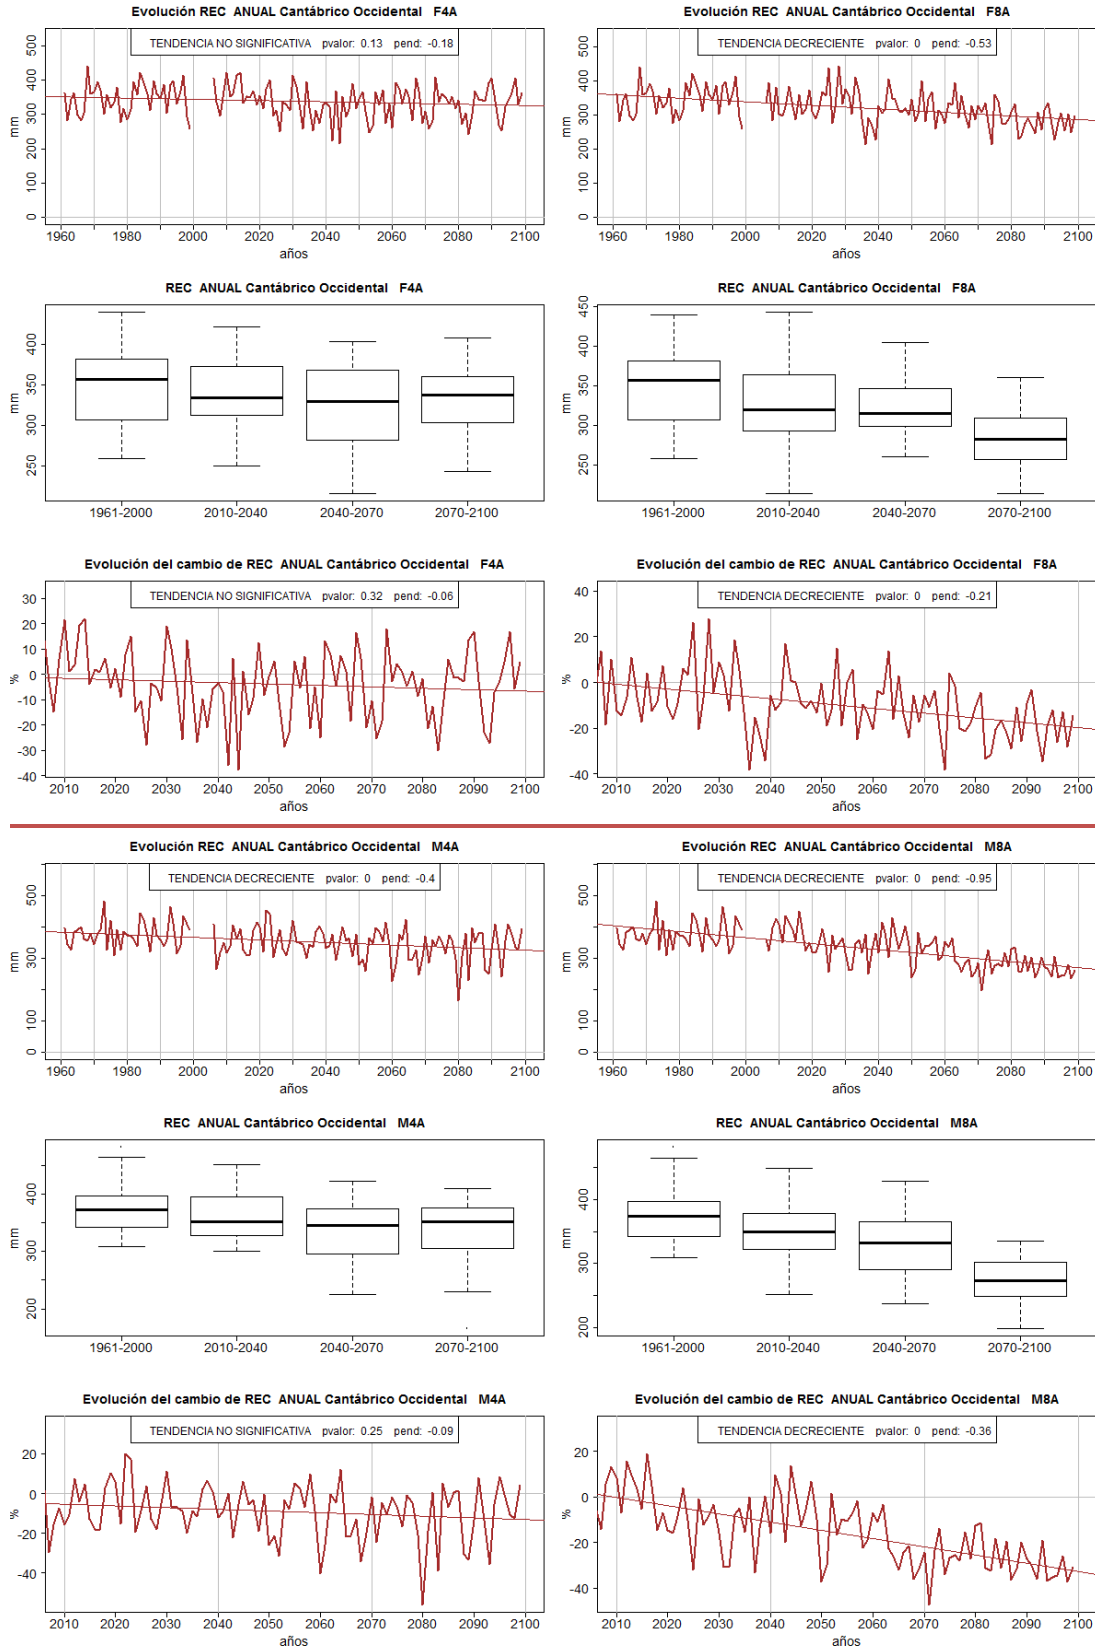 Evolución REC ANUAL Cantábrico Occidental F4A
TENDENCIA NO SIGNIFICATIVA pvalor: 0.13 pend: -0.18
mm
500
400
300
200
100
0
1960 1980 2000 2020 2040 2060 2080 2100
años
Evolución REC ANUAL Cantábrico Occidental F8A
TENDENCIA DECRECIENTE pvalor: 0 pend: -0.53
mm
500
400
300
200
100
0
1960 1980 2000 2020 2040 2060 2080 2100
años
REC ANUAL Cantábrico Occidental F4A
mm
400
350
300
250
1961-2000 2010-2040 2040-2070 2070-2100
REC ANUAL Cantábrico Occidental F8A
mm
450
400
350
300
250
1961-2000 2010-2040 2040-2070 2070-2100
Evolución del cambio de REC ANUAL Cantábrico Occidental F4A
TENDENCIA NO SIGNIFICATIVA pvalor: 0.32 pend: -0.06
%
30
20
10
0
-10
-20
-30
-40
2010 2020 2030 2040 2050 2060 2070 2080 2090 2100
años
Evolución del cambio de REC ANUAL Cantábrico Occidental F8A
TENDENCIA DECRECIENTE pvalor: 0 pend: -0.21
%
40
20
0
-20
-40
2010 2020 2030 2040 2050 2060 2070 2080 2090 2100
años
Evolución REC ANUAL Cantábrico Occidental M4A
TENDENCIA DECRECIENTE pvalor: 0 pend: -0.4
mm
500
300
100
0
1960 1980 2000 2020 2040 2060 2080 2100
años
Evolución REC ANUAL Cantábrico Occidental M8A
TENDENCIA DECRECIENTE pvalor: 0 pend: -0.95
mm
500
300
100
0
1960 1980 2000 2020 2040 2060 2080 2100
años
REC ANUAL Cantábrico Occidental M4A
mm
400
300
200
1961-2000 2010-2040 2040-2070 2070-2100
REC ANUAL Cantábrico Occidental M8A
mm
400
300
200
1961-2000 2010-2040 2040-2070 2070-2100
Evolución del cambio de REC ANUAL Cantábrico Occidental M4A
TENDENCIA NO SIGNIFICATIVA pvalor: 0.25 pend: -0.09
%
20
0
-20
-40
2010 2020 2030 2040 2050 2060 2070 2080 2090 2100
años
Evolución del cambio de REC ANUAL Cantábrico Occidental M8A
TENDENCIA DECRECIENTE pvalor: 0 pend: -0.36
%
20
0
-20
-40
2010 2020 2030 2040 2050 2060 2070 2080 2090 2100
años